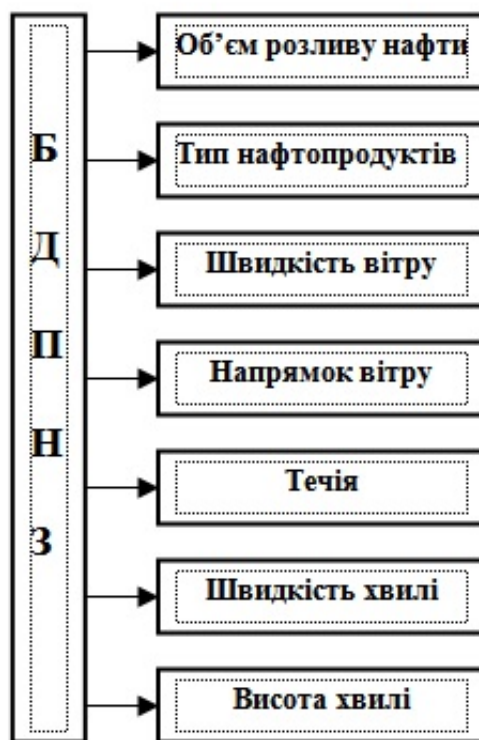 Б
Д
П
Н
З
Об’єм розливу нафти
Тип нафтопродуктів
Швидкість вітру
Напрямок вітру
Течія
Швидкість хвилі
Висота хвилі